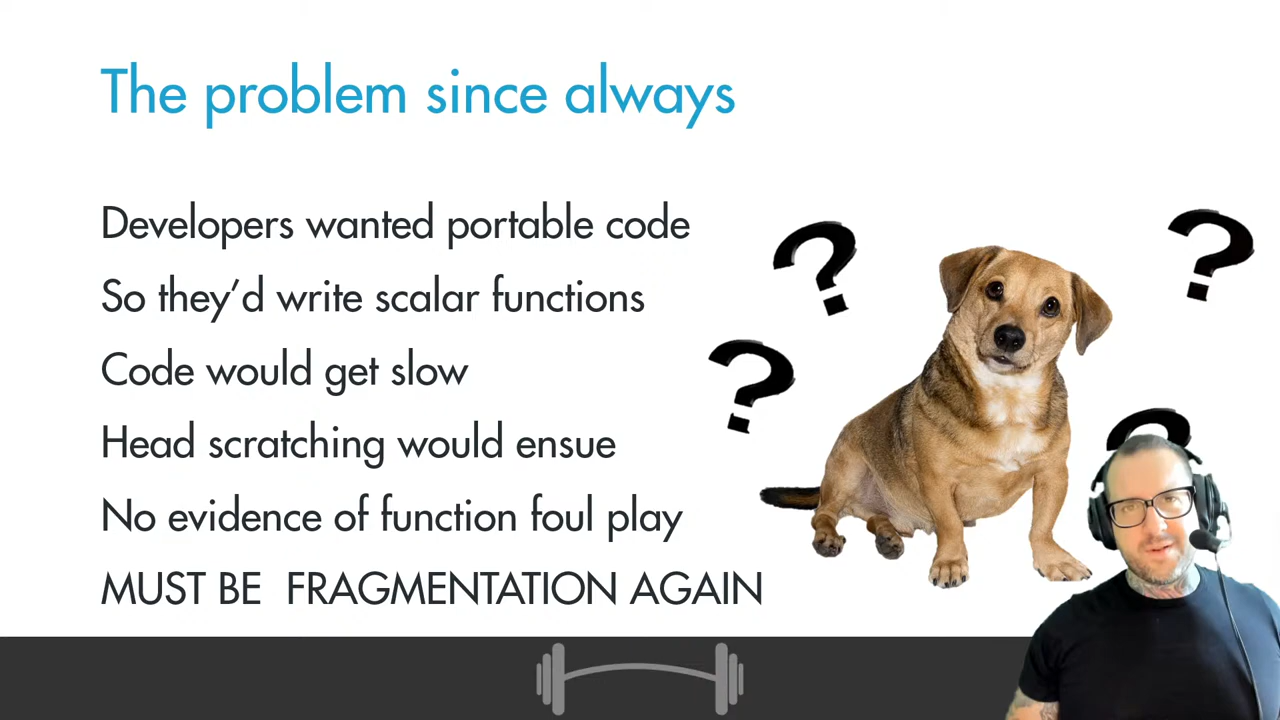 The problem since always
Developers wanted portable code
So they’d write scalar functions
Code would get slow
Head scratching would ensue
No evidence of function foul play
MUST BE  FRAGMENTATION AGAIN
?
?
?
?